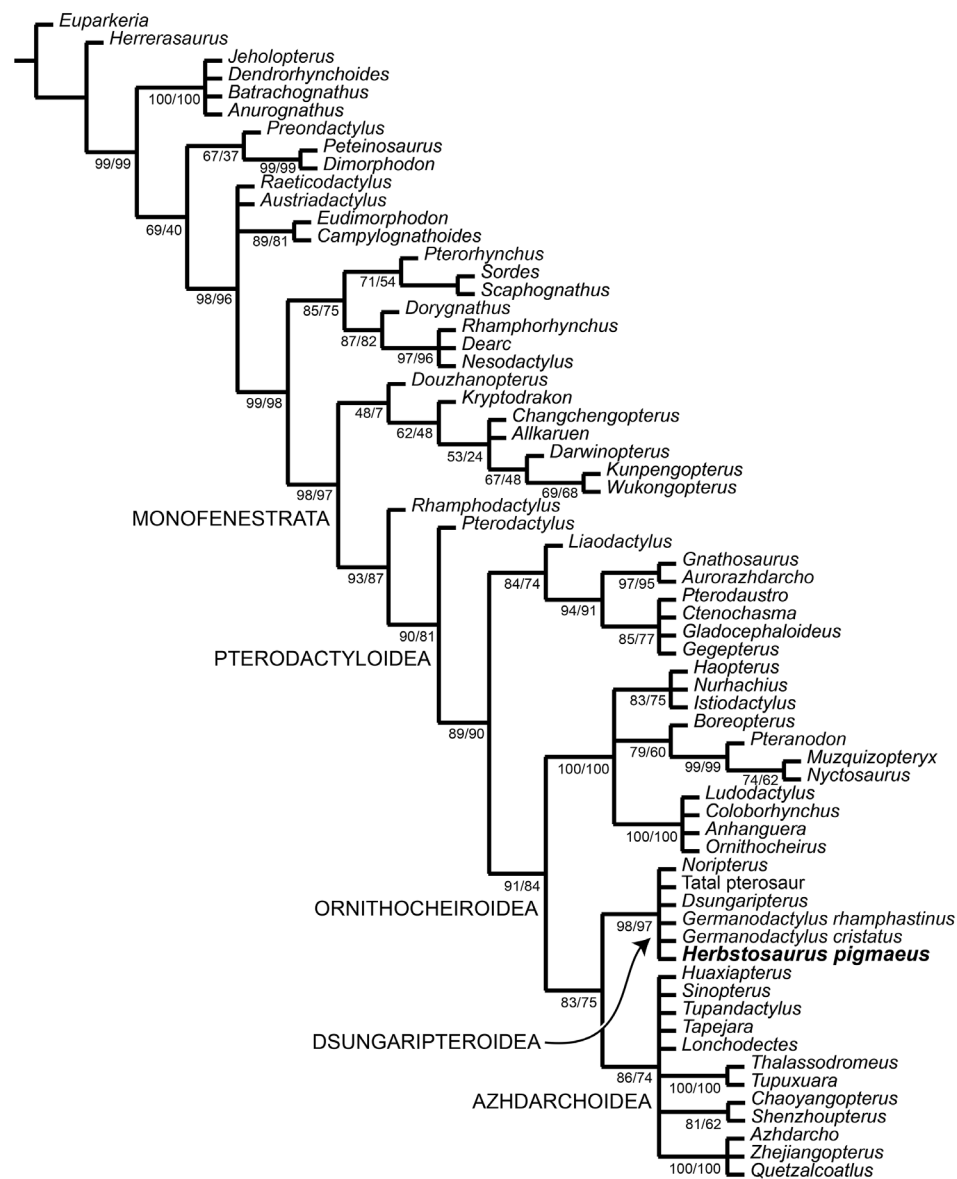 Euparkeria
Herrerasaurus
Jeholopterus
Dendrorhynchoides
Batrachognathus
100/100
Anurognathus
Preondactylus
Peteinosaurus
67/37
99/99
Dimorphodon
99/99
Raeticodactylus
Austriadactylus
Eudimorphodon
69/40
89/81
Campylognathoides
Pterorhynchus
Sordes
71/54
Scaphognathus
98/96
85/75
Dorygnathus
Rhamphorhynchus
87/82
Dearc
97/96
Nesodactylus
Douzhanopterus
99/98
48/7
Kryptodrakon
Changchengopterus
62/48
Allkaruen
53/24
Darwinopterus
Kunpengopterus
67/48
69/68
Wukongopterus
98/97
Rhamphodactylus
MONOFENESTRATA
Pterodactylus
Liaodactylus
Gnathosaurus
93/87
84/74
97/95
Aurorazhdarcho
Pterodaustro
94/91
Ctenochasma
90/81
85/77
Gladocephaloideus
Gegepterus
PTERODACTYLOIDEA
Haopterus
Nurhachius
83/75
Istiodactylus
Boreopterus
89/90
79/60
Pteranodon
100/100
99/99
Muzquizopteryx
74/62
Nyctosaurus
Ludodactylus
Coloborhynchus
100/100
Anhanguera
Ornithocheirus
Noripterus
91/84
Tatal pterosaur
ORNITHOCHEIROIDEA
Dsungaripterus
98/97
Germanodactylus rhamphastinus
Germanodactylus cristatus
Herbstosaurus pigmaeus
Huaxiapterus
Sinopterus
83/75
Tupandactylus
Tapejara
DSUNGARIPTEROIDEA
Lonchodectes
Thalassodromeus
86/74
100/100
Tupuxuara
AZHDARCHOIDEA
Chaoyangopterus
81/62
Shenzhoupterus
Azhdarcho
Zhejiangopterus
100/100
Quetzalcoatlus